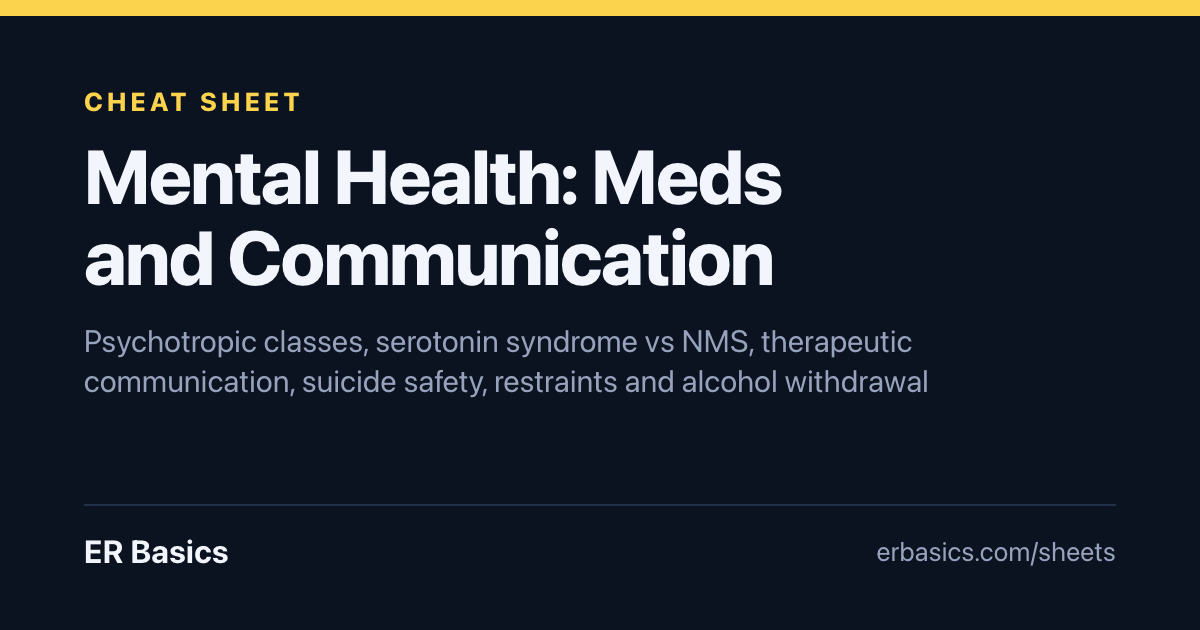 CHEAT SHEET
Mental Health: Meds
and Communication
Psychotropic classes, serotonin syndrome vs NMS, therapeutic
communication, suicide safety, restraints and alcohol withdrawal
ER Basics
erbasics.com/sheets